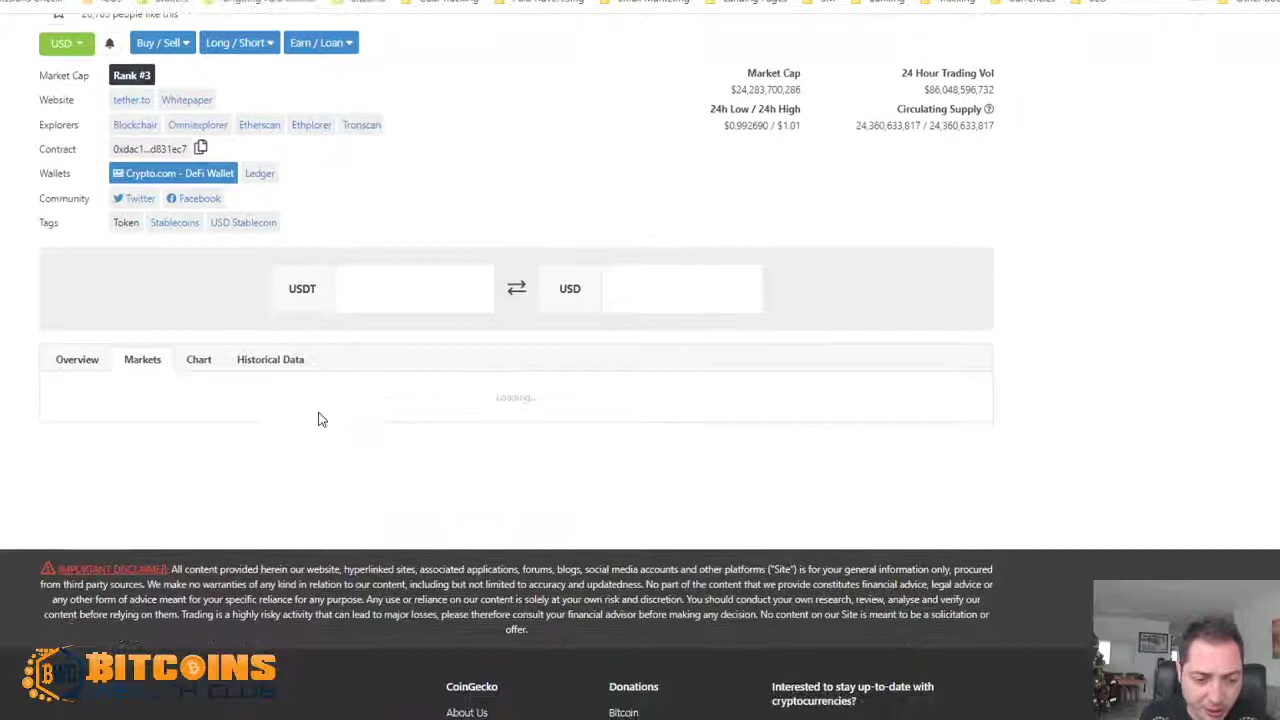 20,705 people like this
USD
Buy / Sell
Long / Short
Earn / Loan
Market Cap
Rank #3
Website
tether.to
Whitepaper
Explorers
Blockchair
Omniexplorer
Etherscan
Ethplorer
Tronscan
Contract
0xdac1...d831ec7
Wallets
Crypto.com - DeFi Wallet
Ledger
Community
Twitter
Facebook
Tags
Token
Stablecoins
USD Stablecoin
Market Cap
$24,283,700,286
24 Hour Trading Vol
$86,048,596,732
24h Low / 24h High
$0.992690 / $1.01
Circulating Supply
24,360,633,817 / 24,360,633,817
USDT
USD
Overview
Markets
Chart
Historical Data
Loading...
IMPORTANT DISCLAIMER: All content provided herein our website, hyperlinked sites, associated applications, forums, blogs, social media accounts and other platforms ("Site") is for your general information only, procured
from third party sources. We make no warranties of any kind in relation to our content, including but not limited to accuracy and updatedness. No part of the content that we provide constitutes financial advice, legal advice or
any other form of advice meant for your specific reliance for any purpose. Any use or reliance on our content is solely at your own risk and discretion. You should conduct your own research, review, analyse and verify our
content before relying on them. Trading is a highly risky activity that can lead to major losses, please therefore consult your financial advisor before making any decision. No content on our Site is meant to be a solicitation or
offer.
BITCOINS
WEALTH CLUB
CoinGecko
About Us
Donations
Bitcoin
Interested to stay up-to-date with
cryptocurrencies?